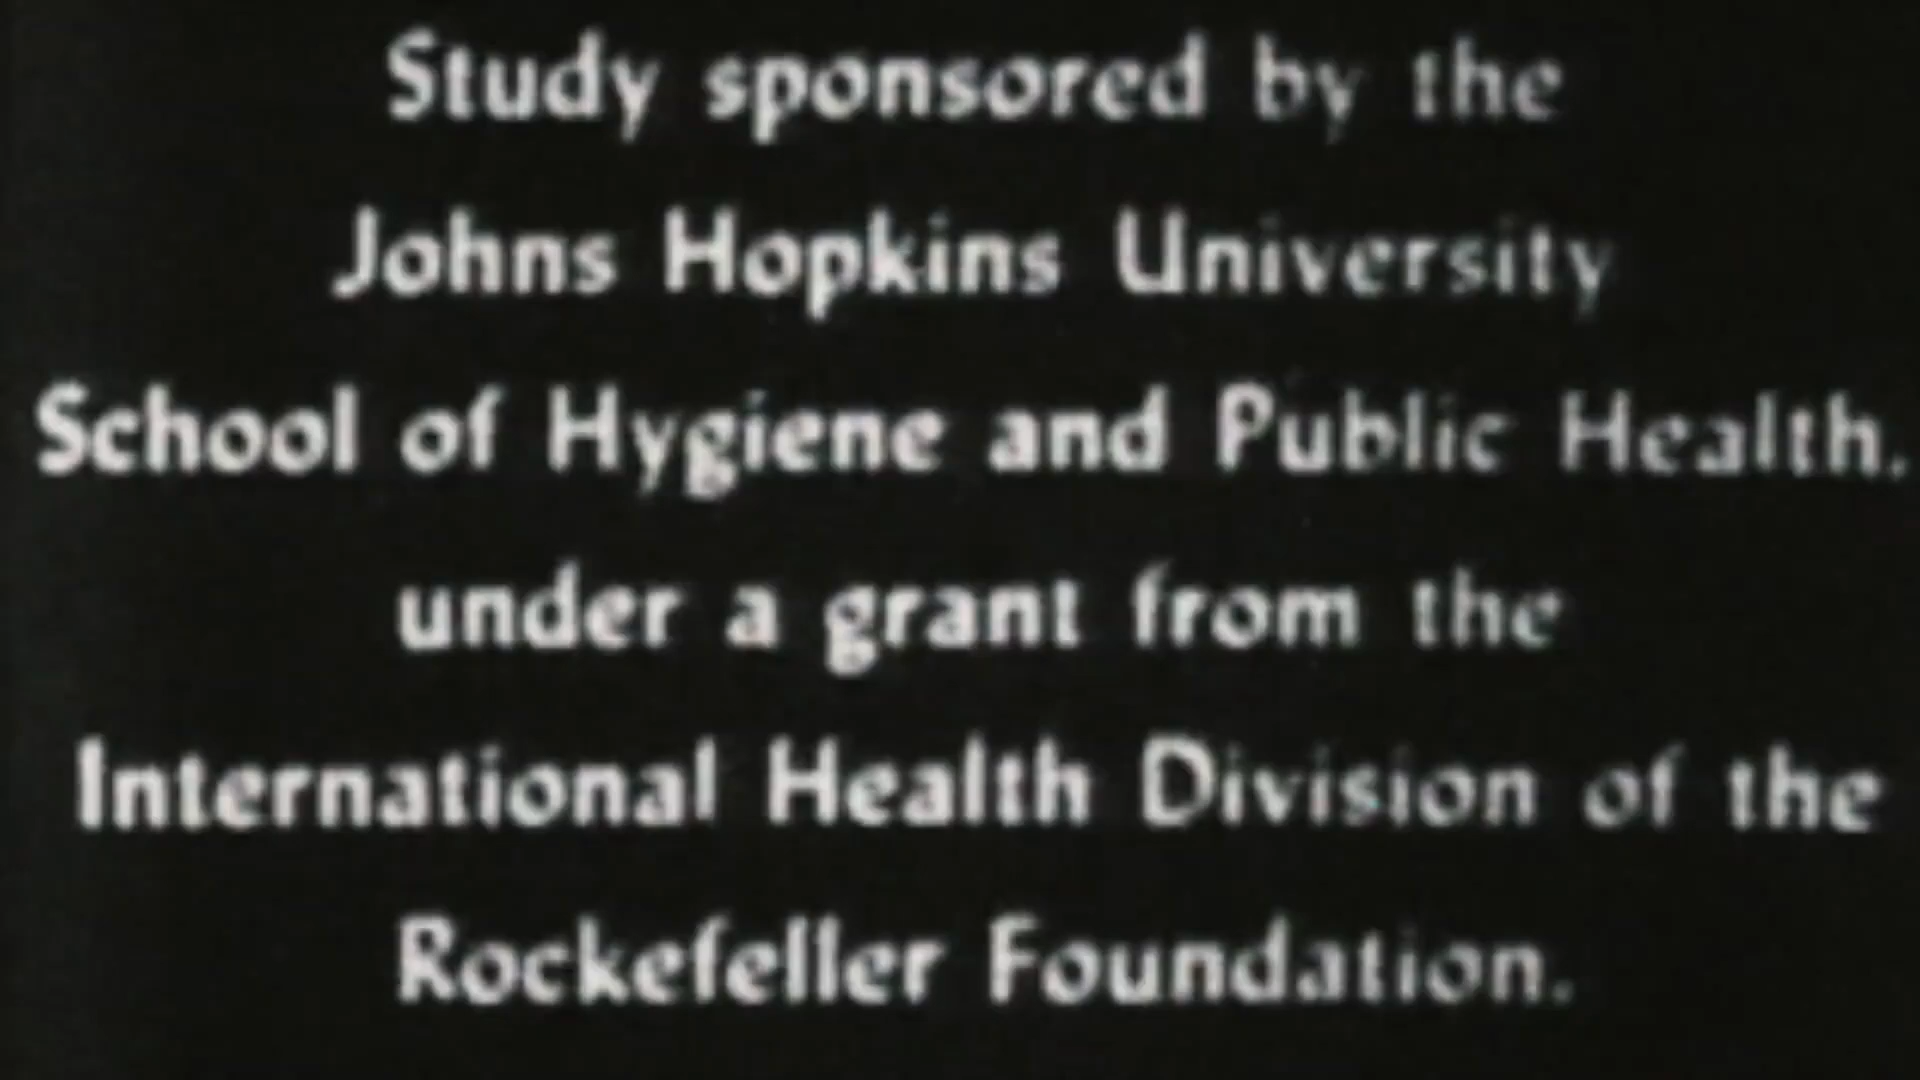 Study sponsored by the
Johns Hopkins University
School of Hygiene and Public Health,
under a grant from the
International Health Division of the
Rockefeller Foundation.